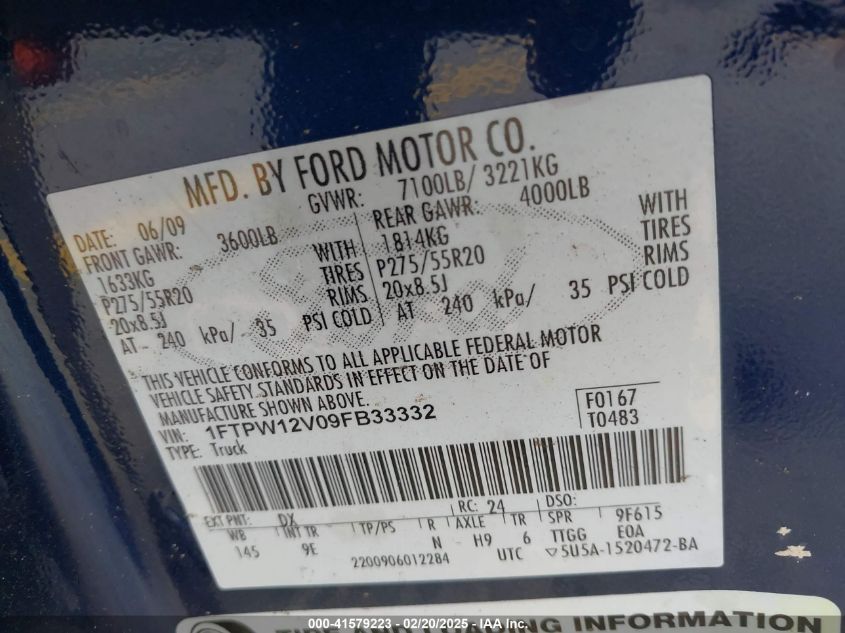 MFD. BY FORD MOTOR CO.
DATE: 06/09 GVWR: 7100LB/ 3221KG
FRONT GAWR: 3600LB REAR GAWR: 4000LB
1633KG WITH 1814KG WITH
P275/55R20 TIRES P275/55R20 TIRES
20x8.5J RIMS 20x8.5J RIMS
AT 240 kPa/ 35 PSI COLD AT 240 kPa/ 35 PSI COLD
THIS VEHICLE CONFORMS TO ALL APPLICABLE FEDERAL MOTOR
VEHICLE SAFETY STANDARDS IN EFFECT ON THE DATE OF
MANUFACTURE SHOWN ABOVE.
VIN: 1FTPW12V09FB33332 F0167
TYPE: Truck T0483
EXT PNT: DX RC: 24 DSO:
WB INT TR TP/PS R AXLE TR SPR 9F615
145 9E N H9 6 TTGG E0A
2200906012284 UTC ▽5U5A-1520472-BA
TIRE AND LOADING INFORMATION
000-41579223 - 02/20/2025 - IAA, Inc.